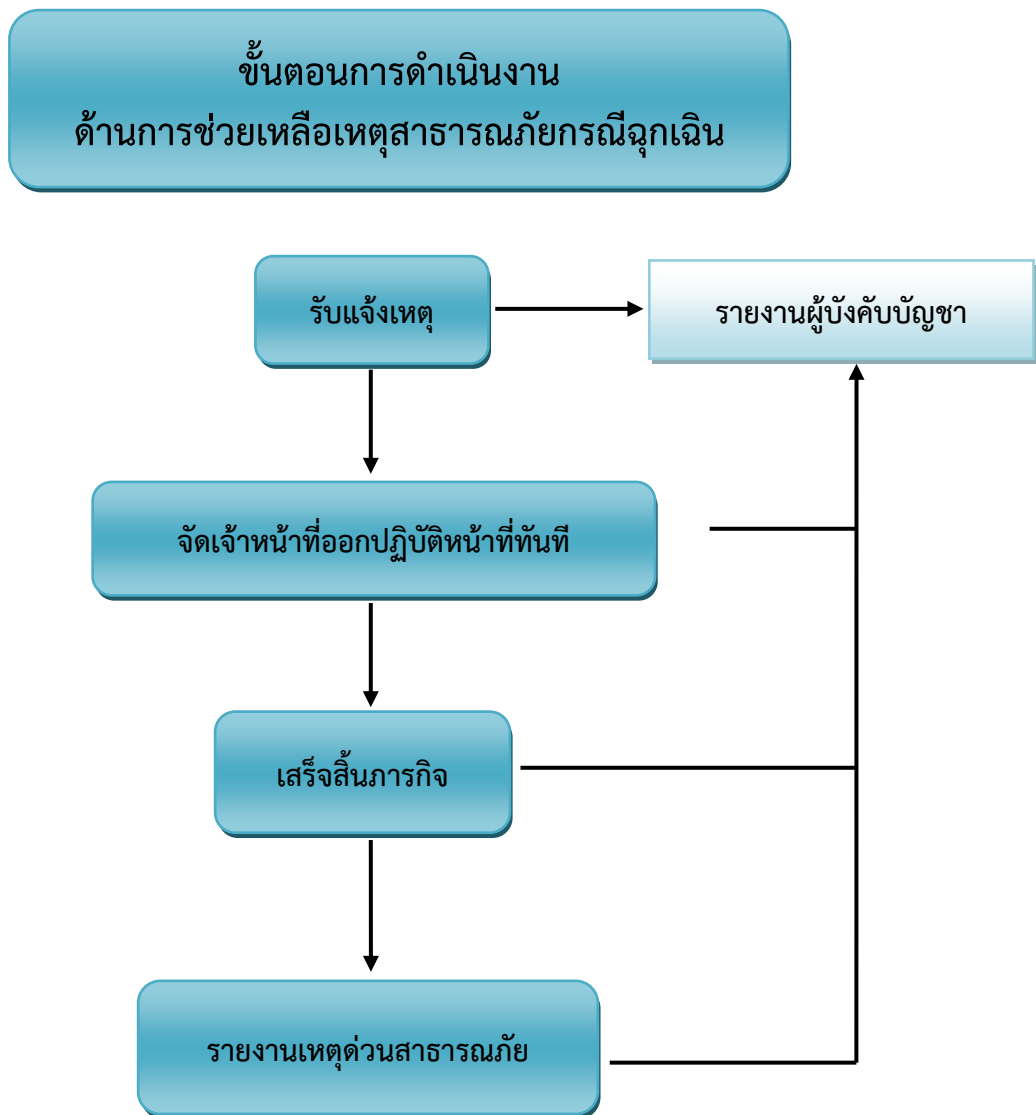 ขั้นตอนการดำเนินงาน
ด้านการช่วยเหลือเหตุสาธารณภัยกรณีฉุกเฉิน
รับแจ้งเหตุ
รายงานผู้บังคับบัญชา
จัดเจ้าหน้าที่ออกปฏิบัติหน้าที่ทันที
เสร็จสิ้นภารกิจ
รายงานเหตุด่วนสาธารณภัย